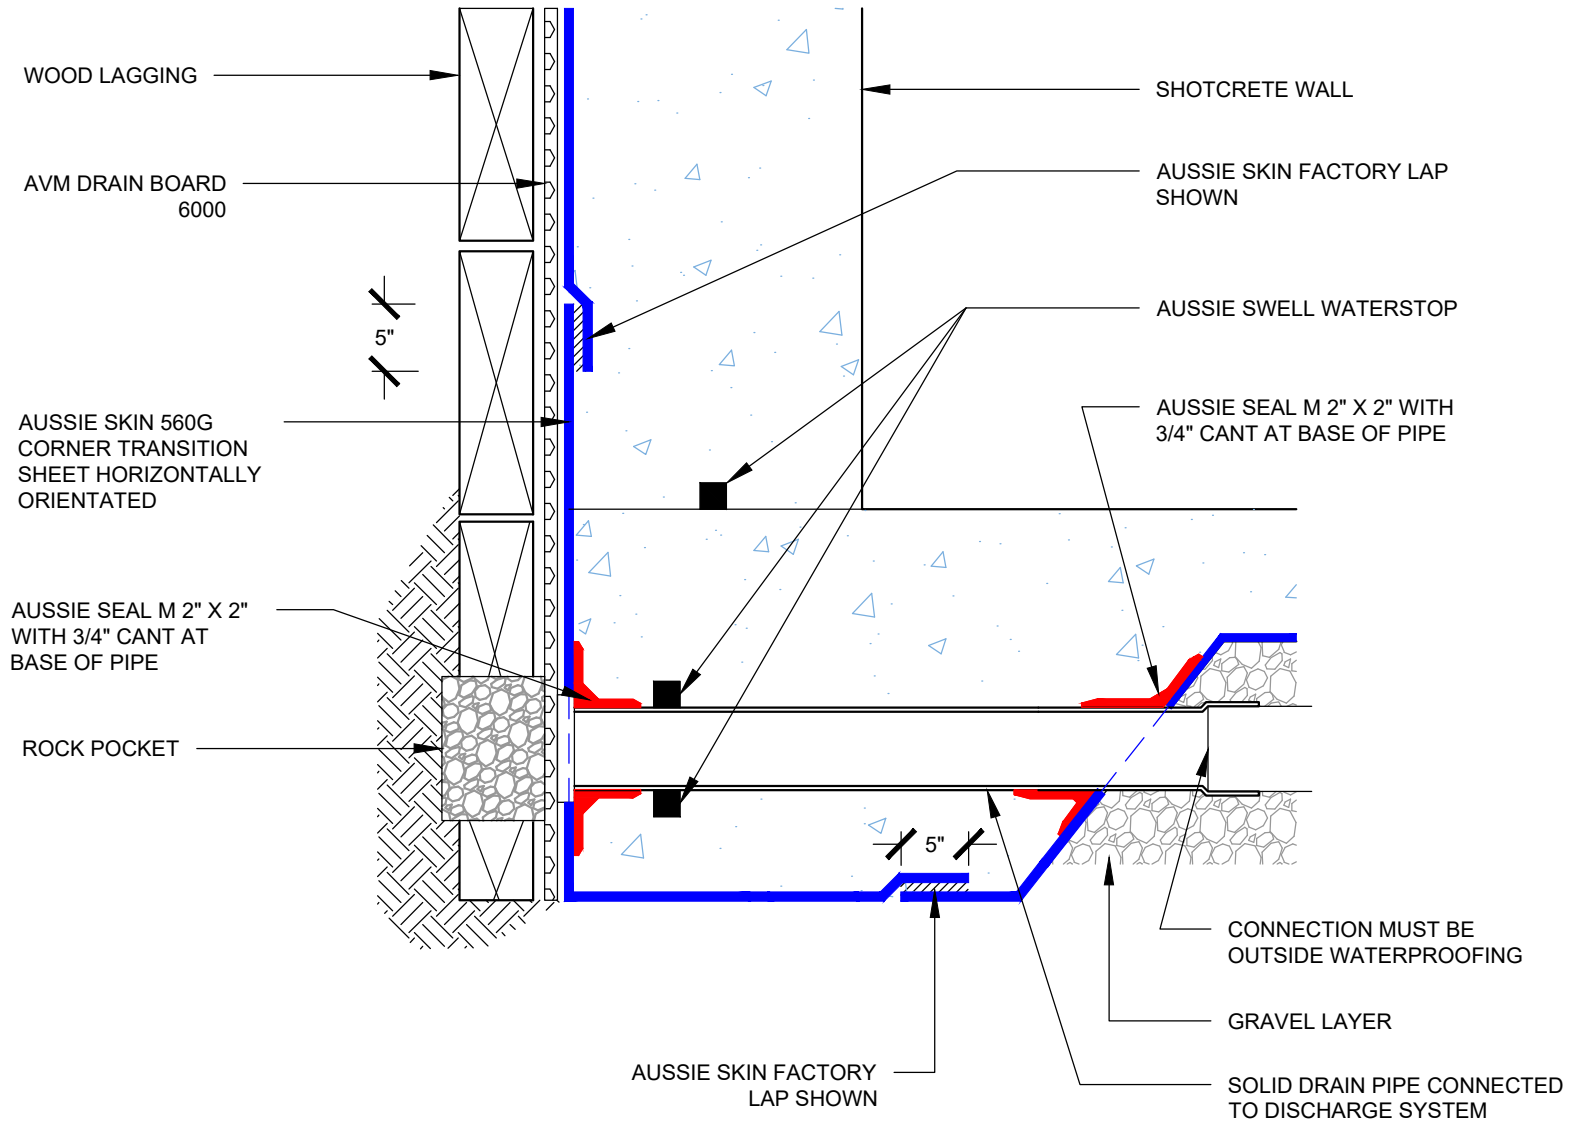 WOOD LAGGING
AVM DRAIN BOARD
6000
5"
AUSSIE SKIN 560G
CORNER TRANSITION
SHEET HORIZONTALLY
ORIENTATED
AUSSIE SEAL M 2" X 2"
WITH 3/4" CANT AT
BASE OF PIPE
ROCK POCKET
SHOTCRETE WALL
AUSSIE SKIN FACTORY LAP
SHOWN
AUSSIE SWELL WATERSTOP
AUSSIE SEAL M 2" X 2" WITH
3/4" CANT AT BASE OF PIPE
5"
CONNECTION MUST BE
OUTSIDE WATERPROOFING
GRAVEL LAYER
AUSSIE SKIN FACTORY
LAP SHOWN
SOLID DRAIN PIPE CONNECTED
TO DISCHARGE SYSTEM